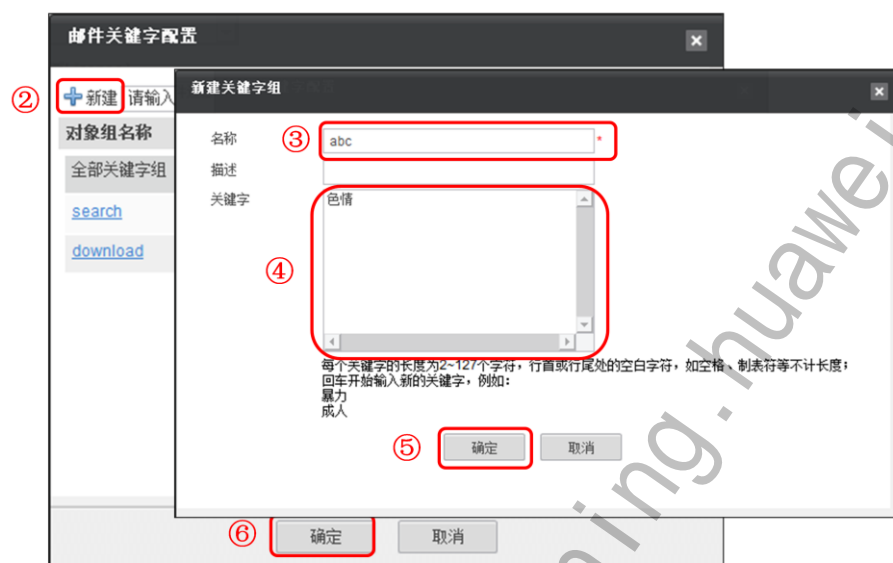 邮件关键字配置
② 新建 请输入
新建关键字组
对象组名称
全部关键字组
search
download
名称 ③ abc *
描述
关键字 色情
④
每个关键字的长度为2~127个字符，行首或行尾处的空白字符，如空格、制表符等不计长度；
回车开始输入新的关键字，例如：
暴力
成人
⑤ 确定 取消
⑥ 确定 取消
ning.huawei